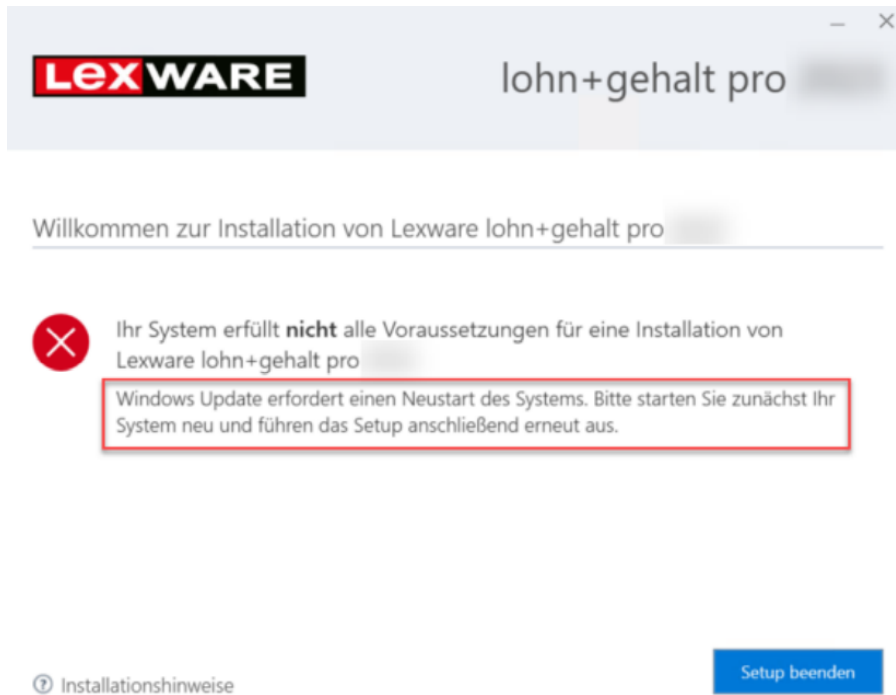 LEXWARE
lohn+gehalt pro
Willkommen zur Installation von Lexware lohn+gehalt pro
Ihr System erfüllt nicht alle Voraussetzungen für eine Installation von
Lexware lohn+gehalt pro
Windows Update erfordert einen Neustart des Systems. Bitte starten Sie zunächst Ihr
System neu und führen das Setup anschließend erneut aus.
Installationshinweise
Setup beenden